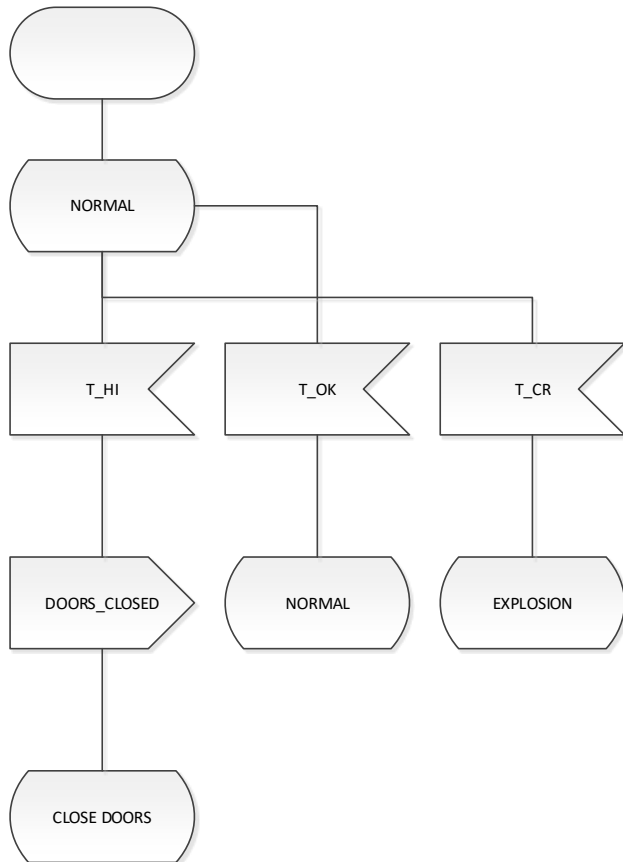 NORMAL
T_HI
T_OK
T_CR
DOORS_CLOSED
NORMAL
EXPLOSION
CLOSE DOORS